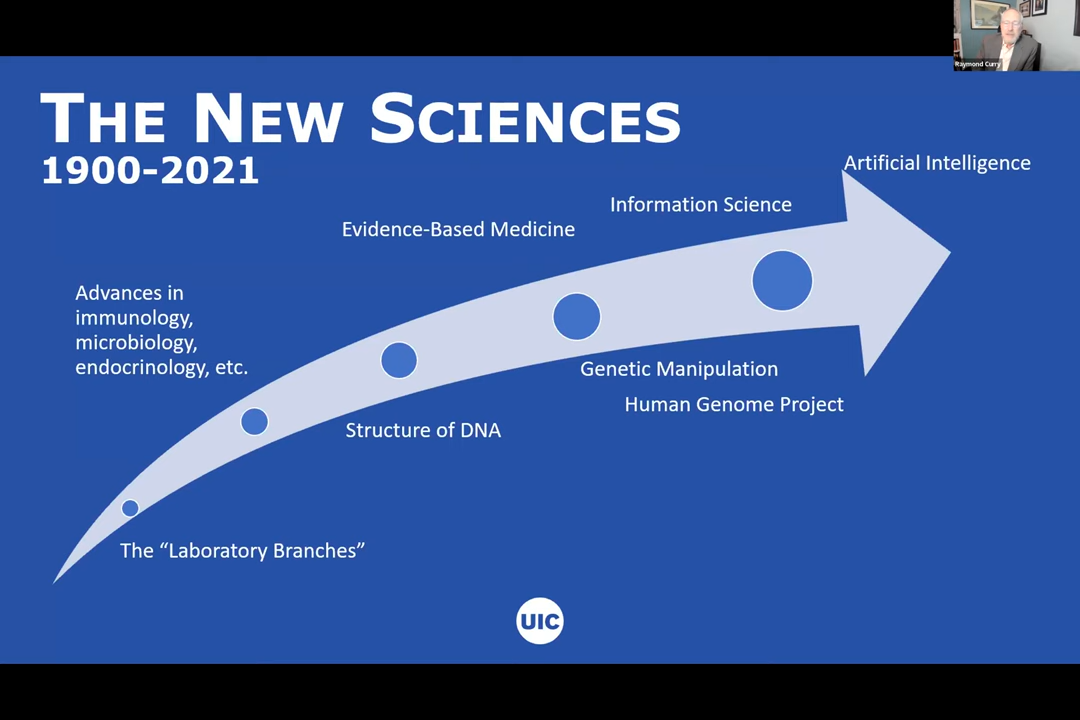 Raymond Curry
THE NEW SCIENCES
1900-2021
Artificial Intelligence
Information Science
Evidence-Based Medicine
Advances in
immunology,
microbiology,
endocrinology, etc.
Genetic Manipulation
Human Genome Project
Structure of DNA
The “Laboratory Branches”
UIC